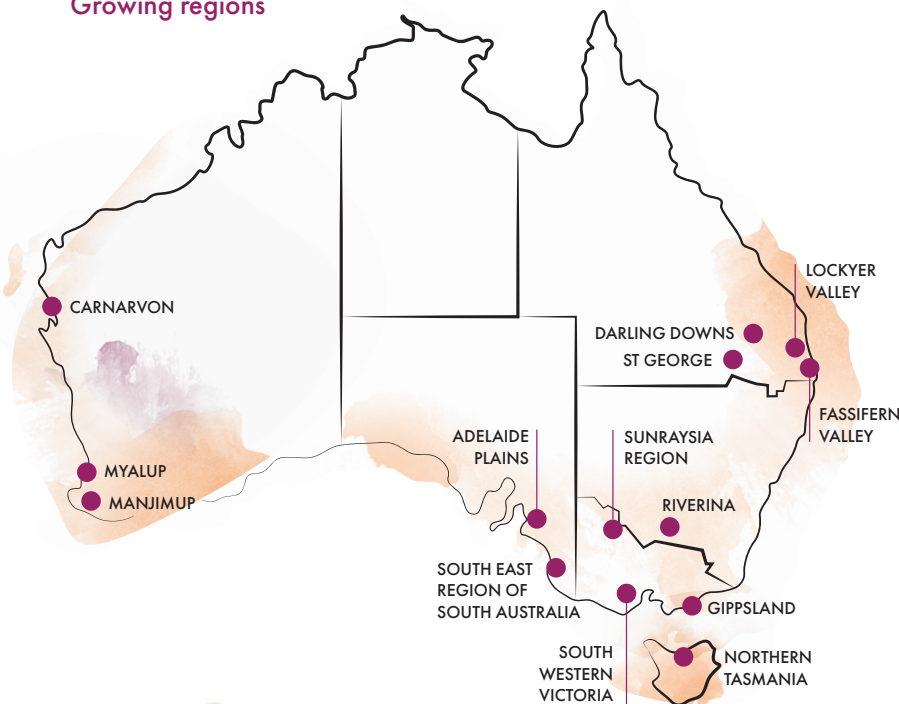 Growing regions
LOCKYER
VALLEY
CARNARVON
DARLING DOWNS
ST GEORGE
FASSIFERN
VALLEY
ADELAIDE
PLAINS
SUNRAYSIA
REGION
MYALUP
MANJIMUP
RIVERINA
SOUTH EAST
REGION OF
SOUTH AUSTRALIA
GIPPSLAND
SOUTH
WESTERN
VICTORIA
NORTHERN
TASMANIA